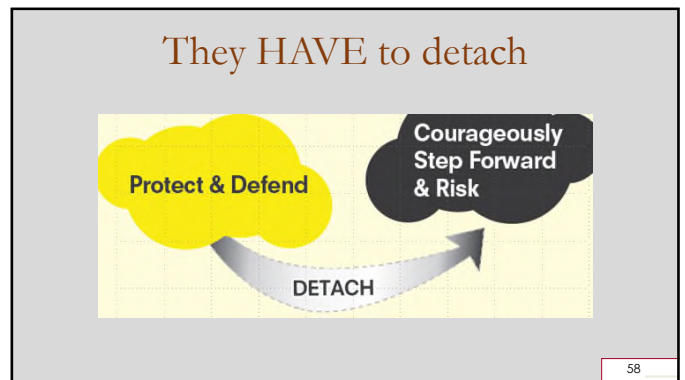 They HAVE to detach
Protect & Defend
Courageously
Step Forward
& Risk
DETACH
58